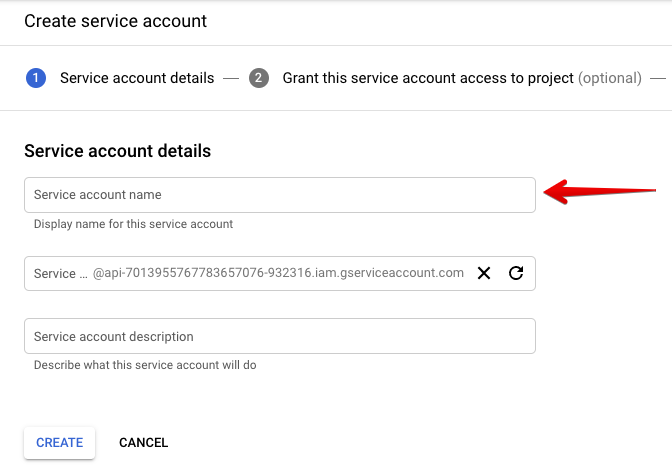 Create service account
1 Service account details — 2 Grant this service account access to project (optional) —
Service account details
Service account name
Display name for this service account
Service ... @api-7013955767783657076-932316.iam.gserviceaccount.com
Service account description
Describe what this service account will do
CREATE CANCEL